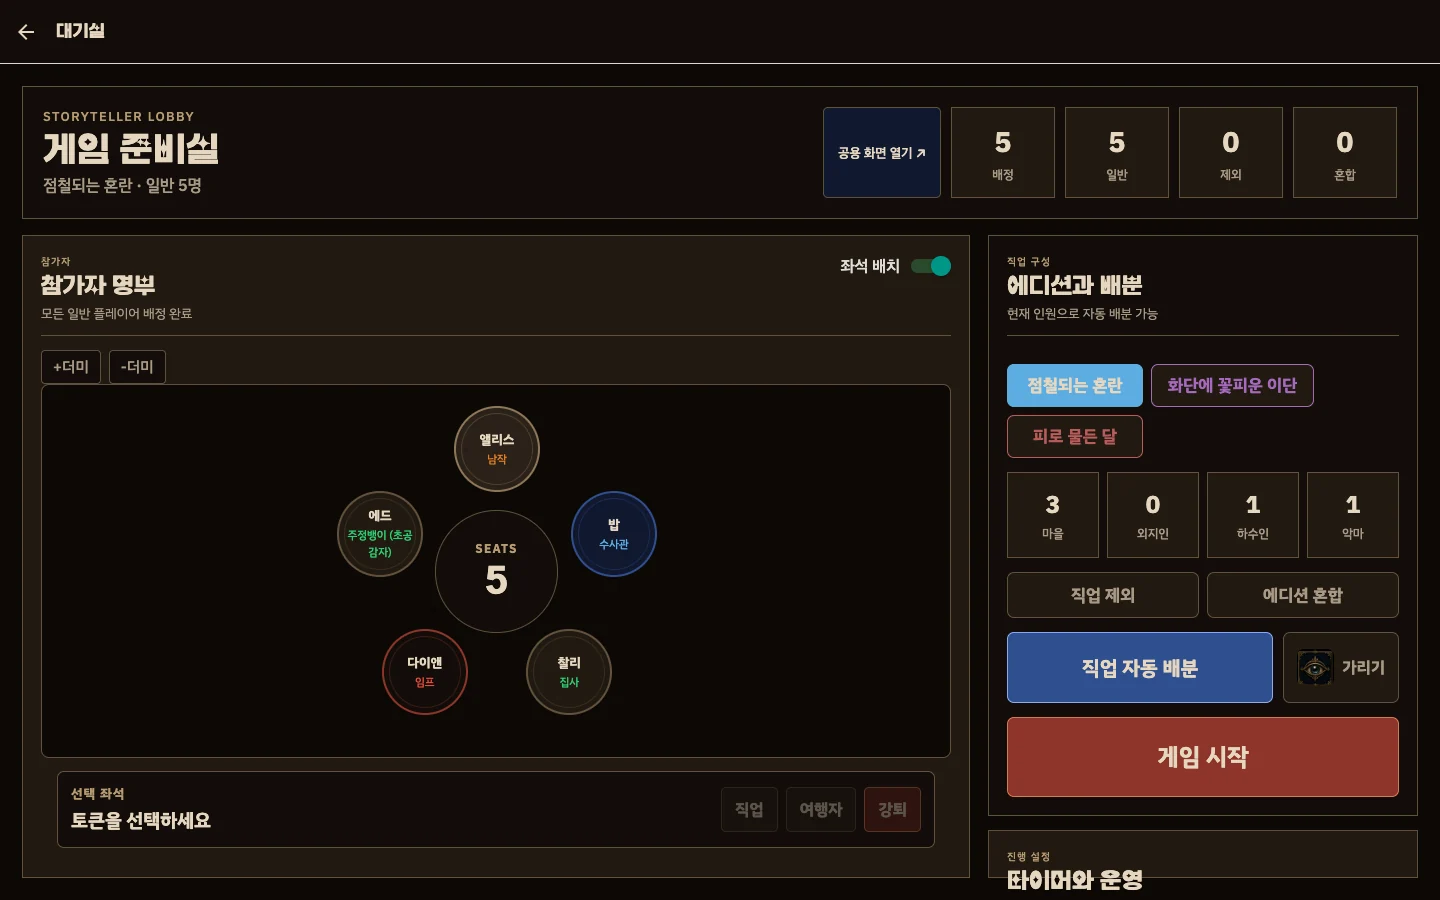 대기실
STORYTELLER LOBBY
게임 준비실
점철되는 혼란 · 일반 5명
공용 화면 열기 ↗
5
배정
5
일반
0
제외
0
혼합
참가자
참가자 명부
모든 일반 플레이어 배정 완료
좌석 배치
+더미
-더미
앨리스
남작
에드
주정뱅이 (초공
감자)
밥
수사관
SEATS
5
다이앤
임프
찰리
집사
선택 좌석
토큰을 선택하세요
직업
여행자
강퇴
직업 구성
에디션과 배분
현재 인원으로 자동 배분 가능
점철되는 혼란
화단에 꽃피운 이단
피로 물든 달
3
마을
0
외지인
1
하수인
1
악마
직업 제외
에디션 혼합
직업 자동 배분
가리기
게임 시작
진행 설정
타이머와 운영